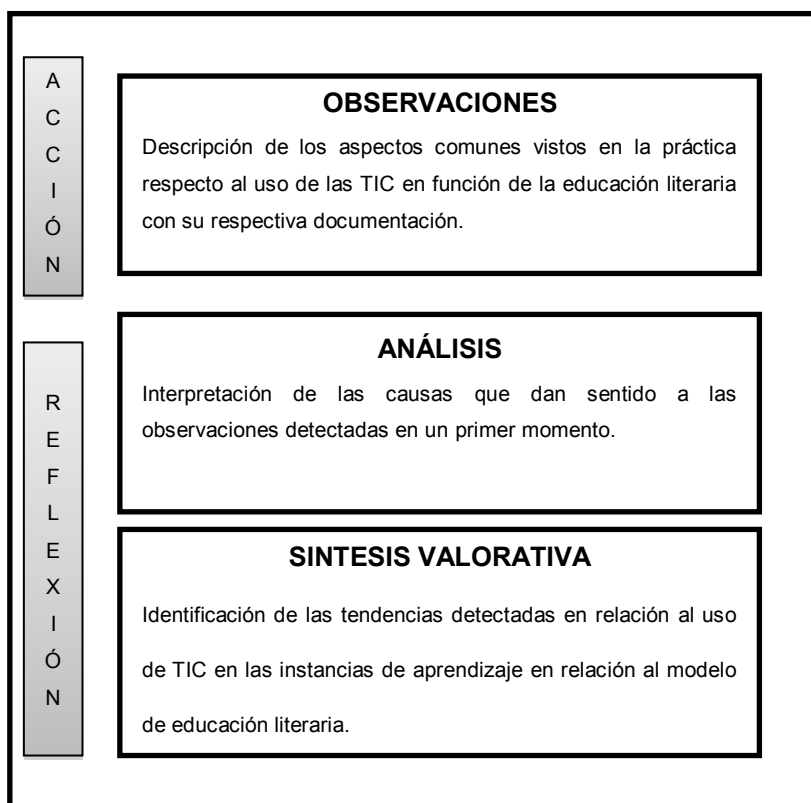 A
C
C
I
Ó
N
OBSERVACIONES
Descripción de los aspectos comunes vistos en la práctica
respecto al uso de las TIC en función de la educación literaria
con su respectiva documentación.
R
E
F
L
E
X
I
Ó
N
ANÁLISIS
Interpretación de las causas que dan sentido a las
observaciones detectadas en un primer momento.
SINTESIS VALORATIVA
Identificación de las tendencias detectadas en relación al uso
de TIC en las instancias de aprendizaje en relación al modelo
de educación literaria.